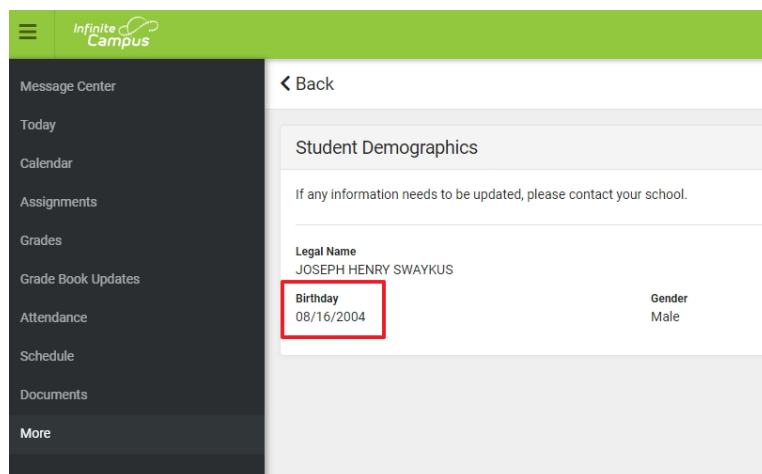 Infinite
Campus
Message Center
Today
Calendar
Assignments
Grades
Grade Book Updates
Attendance
Schedule
Documents
More
Back
Student Demographics
If any information needs to be updated, please contact your school.
Legal Name
JOSEPH HENRY SWAYKUS
Birthday
08/16/2004
Gender
Male